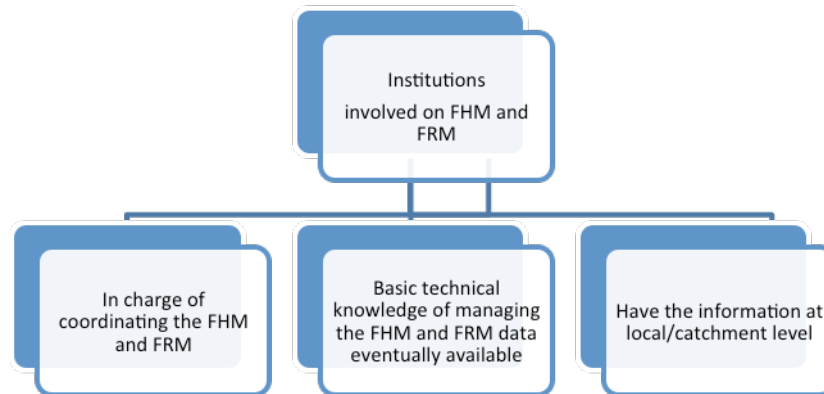 Institutions
involved on FHM and
FRM
In charge of
coordinating the FHM
and FRM
Basic technical
knowledge of managing
the FHM and FRM data
eventually available
Have the information at
local/catchment level